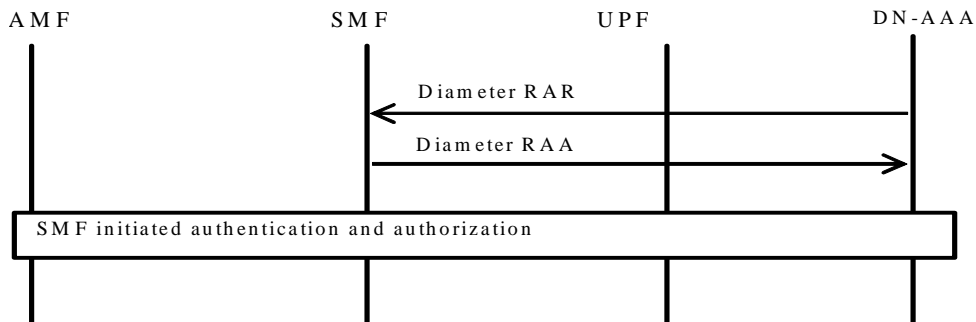 AMF SMF UPF DN-AAA
Diameter RAR
Diameter RAA
SMF initiated authentication and authorization